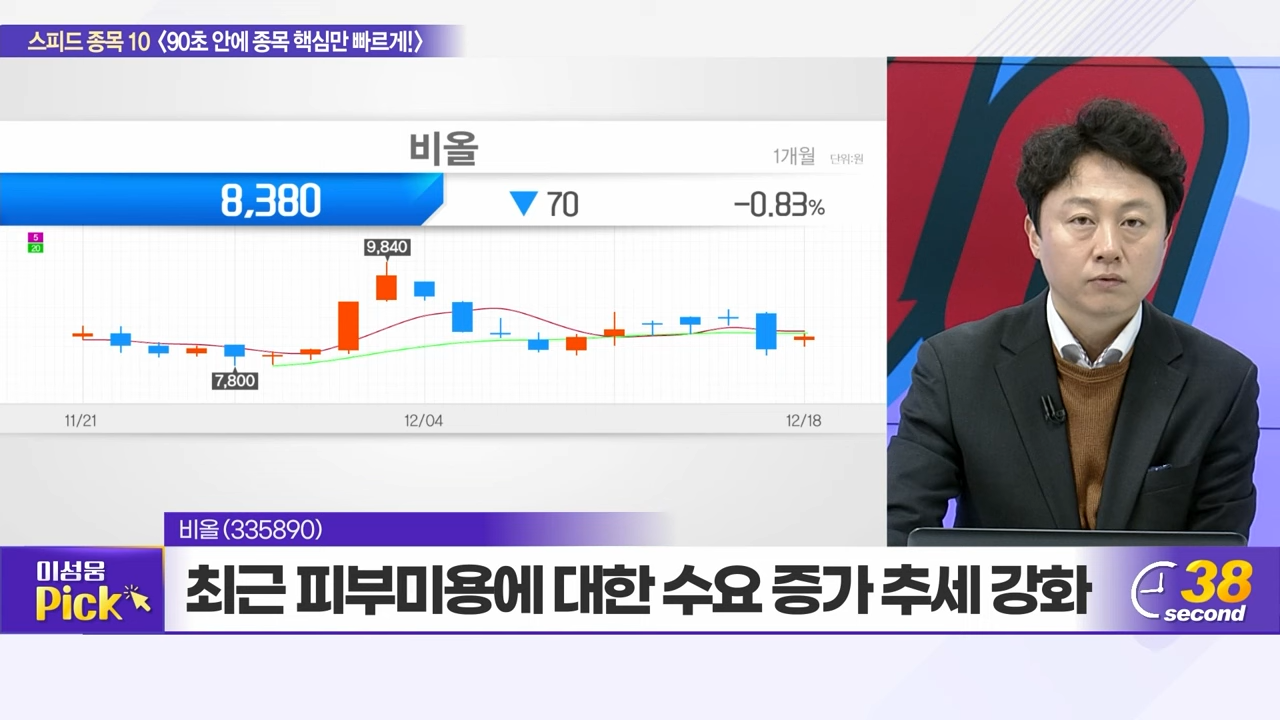 스피드 종목 10 〈90초 안에 종목 핵심만 빠르게!〉
비올
1개월 단위:원
8,380 ▼70 -0.83%
5
20
9,840
7,800
11/21 12/04 12/18
비올 (335890)
이성웅
Pick
최근 피부미용에 대한 수요 증가 추세 강화
38
second